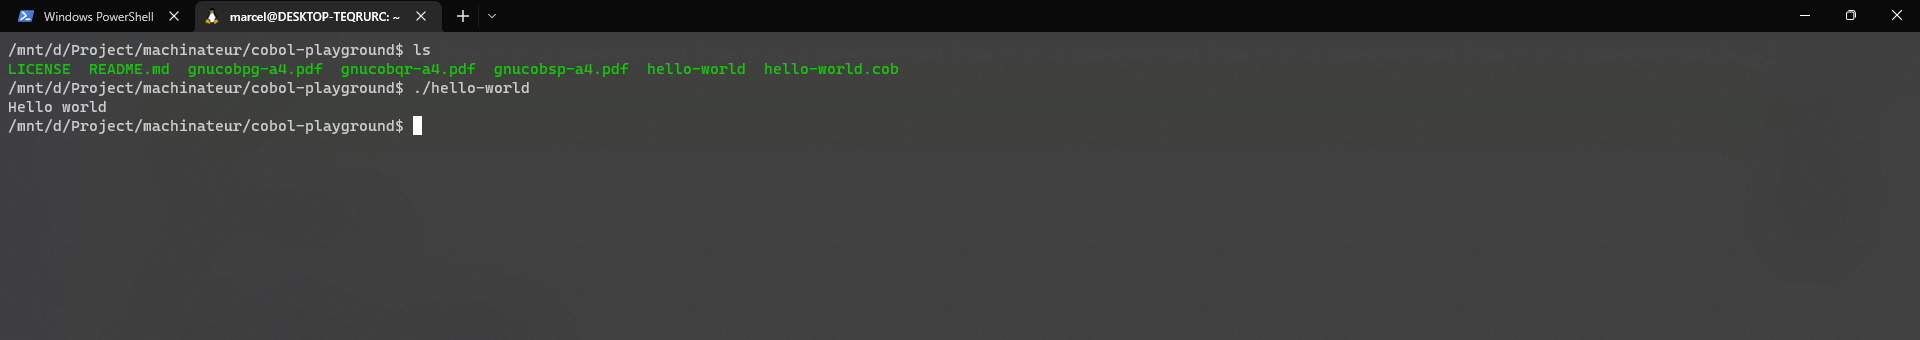 Windows PowerShell marcel@DESKTOP-TEQRURC: ~
/mnt/d/Project/machinateur/cobol-playground$ ls
LICENSE README.md gnucobpg-a4.pdf gnucobqr-a4.pdf gnucobsp-a4.pdf hello-world hello-world.cob
/mnt/d/Project/machinateur/cobol-playground$ ./hello-world
Hello world
/mnt/d/Project/machinateur/cobol-playground$